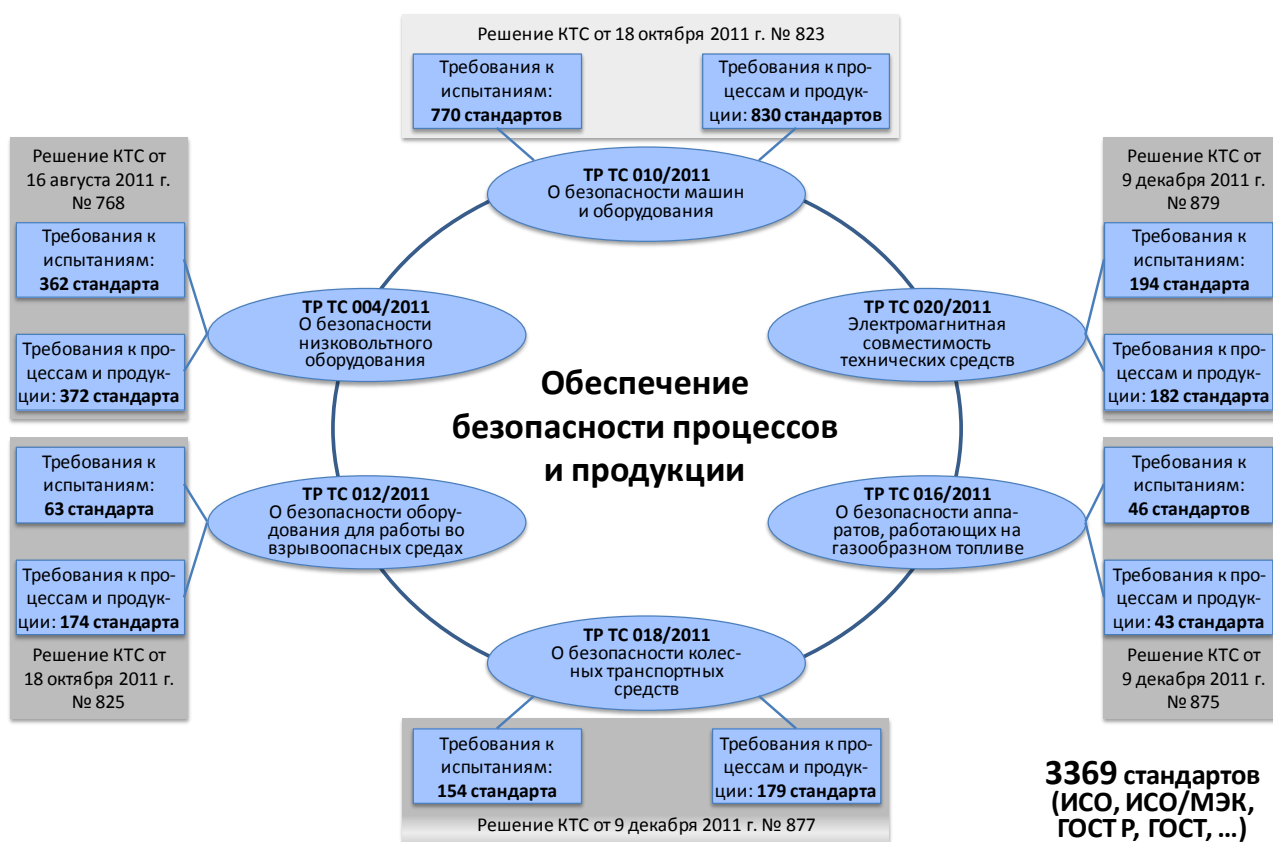 Решение КТС от 18 октября 2011 г. № 823
Требования к
испытаниям:
770 стандартов
Требования к про-
цессам и продук-
ции: 830 стандартов
ТР ТС 010/2011
О безопасности машин
и оборудования
Решение КТС от
16 августа 2011 г.
№ 768
Требования к
испытаниям:
362 стандарта
Требования к про-
цессам и продук-
ции: 372 стандарта
ТР ТС 004/2011
О безопасности
низковольтного
оборудования
Решение КТС от
9 декабря 2011 г.
№ 879
Требования к
испытаниям:
194 стандарта
Требования к про-
цессам и продук-
ции: 182 стандарта
ТР ТС 020/2011
Электромагнитная
совместимость
технических средств
Обеспечение
безопасности процессов
и продукции
Требования к
испытаниям:
63 стандарта
Требования к про-
цессам и продук-
ции: 174 стандарта
Решение КТС от
18 октября 2011 г.
№ 825
ТР ТС 012/2011
О безопасности обору-
дования для работы во
взрывоопасных средах
ТР ТС 016/2011
О безопасности аппа-
ратов, работающих на
газообразном топливе
Требования к
испытаниям:
46 стандартов
Требования к про-
цессам и продук-
ции: 43 стандарта
Решение КТС от
9 декабря 2011 г.
№ 875
ТР ТС 018/2011
О безопасности колес-
ных транспортных
средств
Требования к
испытаниям:
154 стандарта
Требования к про-
цессам и продук-
ции: 179 стандарта
Решение КТС от 9 декабря 2011 г. № 877
3369 стандартов
(ИСО, ИСО/МЭК,
ГОСТ Р, ГОСТ, ...)